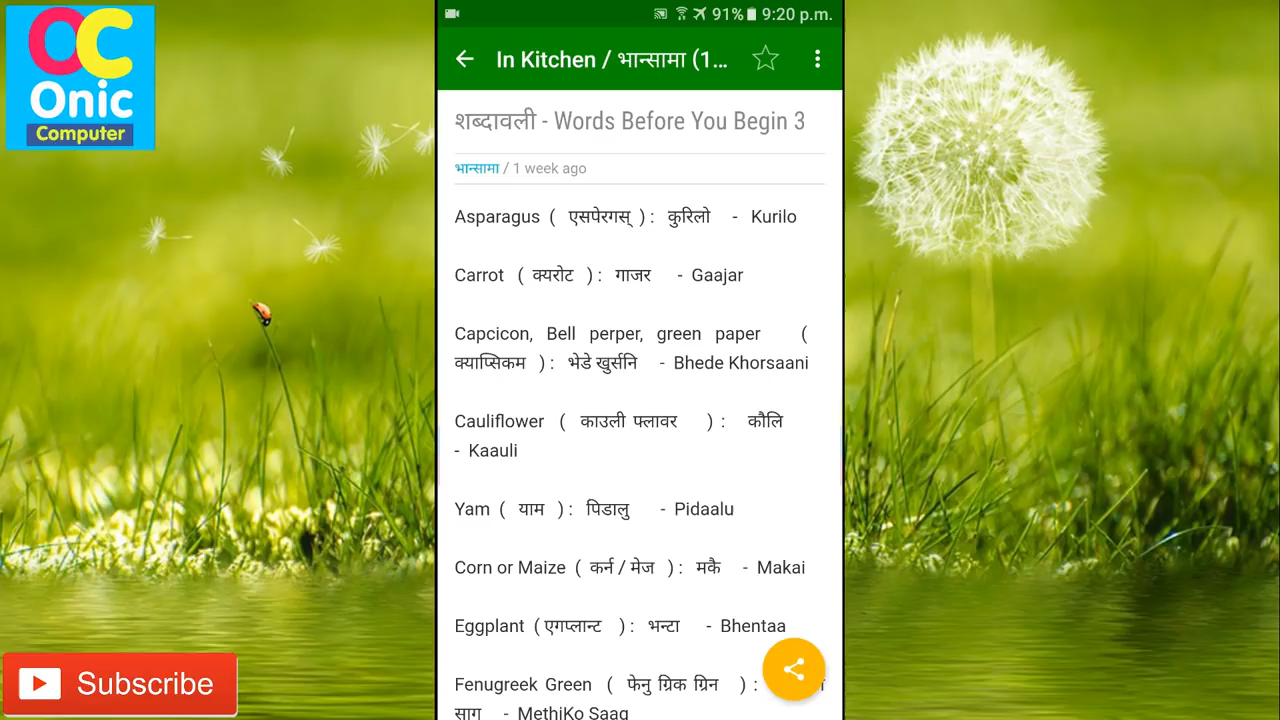 OC
Onic
Computer
91% 9:20 p.m.
In Kitchen / भान्सामा (1...
शब्दावली - Words Before You Begin 3
भान्सामा / 1 week ago
Asparagus ( एसपेरगस् ) : कुरिलो - Kurilo
Carrot ( क्यरोट ) : गाजर - Gaajar
Capcicon, Bell perper, green paper (
क्याप्सिकम ) : भेडे खुर्सनि - Bhede Khorsaani
Cauliflower ( काउली फ्लावर ) : कौलि
- Kaauli
Yam ( याम ) : पिडालु - Pidaalu
Corn or Maize ( कर्न / मेज ) : मकै - Makai
Eggplant ( एगप्लान्ट ) : भन्टा - Bhentaa
Fenugreek Green ( फेनु ग्रिक ग्रिन ) :
साग - MethiKo Saag
Subscribe